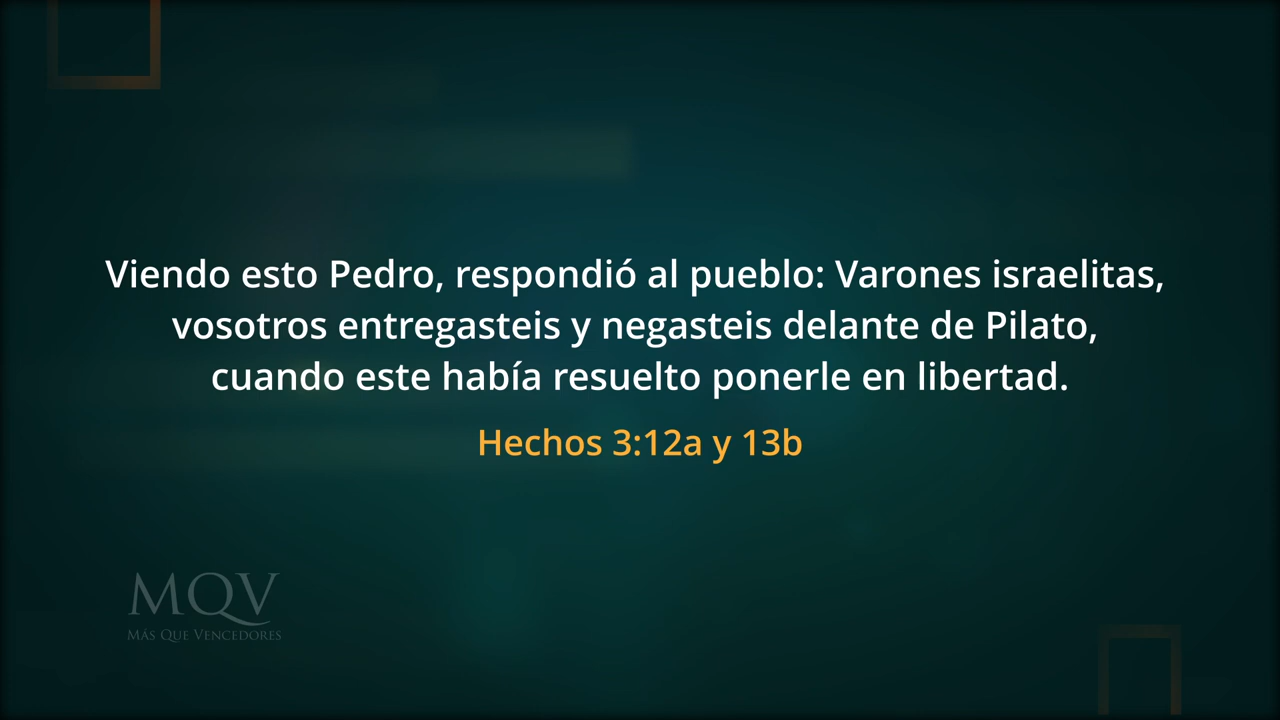 Viendo esto Pedro, respondió al pueblo: Varones israelitas,
vosotros entregasteis y negasteis delante de Pilato,
cuando este había resuelto ponerle en libertad.
Hechos 3:12a y 13b
MQV
Más Que Vencedores